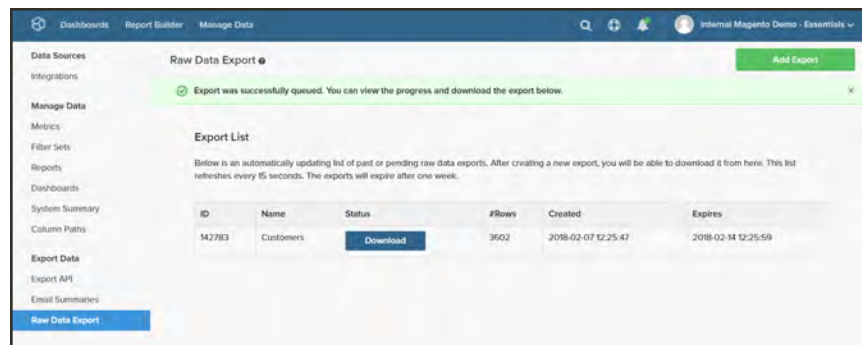 Dashboards Report Builder Manage Data Internal Magento Demo - Essentials
Data Sources
Integrations
Manage Data
Metrics
Filter Sets
Reports
Dashboards
System Summary
Column Paths
Export Data
Export API
Email Summaries
Raw Data Export
Raw Data Export
Add Export
Export was successfully queued. You can view the progress and download the export below.
Export List
Below is an automatically updating list of past or pending raw data exports. After creating a new export, you will be able to download it from here. This list
refreshes every 15 seconds. The exports will expire after one week.
ID Name Status #Rows Created Expires
142783 Customers Download 3602 2018-02-07 12:25:47 2018-02-14 12:25:59